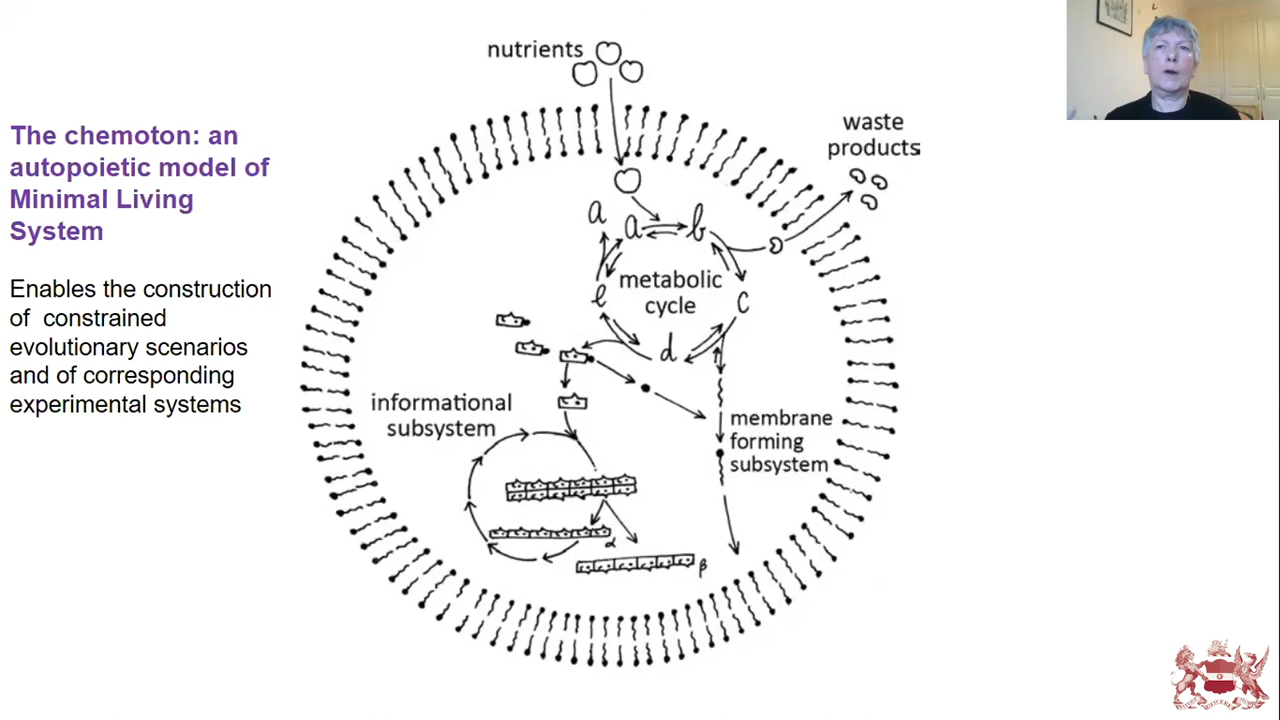 The chemoton: an
autopoietic model of
Minimal Living
System
Enables the construction
of constrained
evolutionary scenarios
and of corresponding
experimental systems
nutrients
waste
products
a
a
b
metabolic
cycle
e
c
d
informational
subsystem
membrane
forming
subsystem
α
β